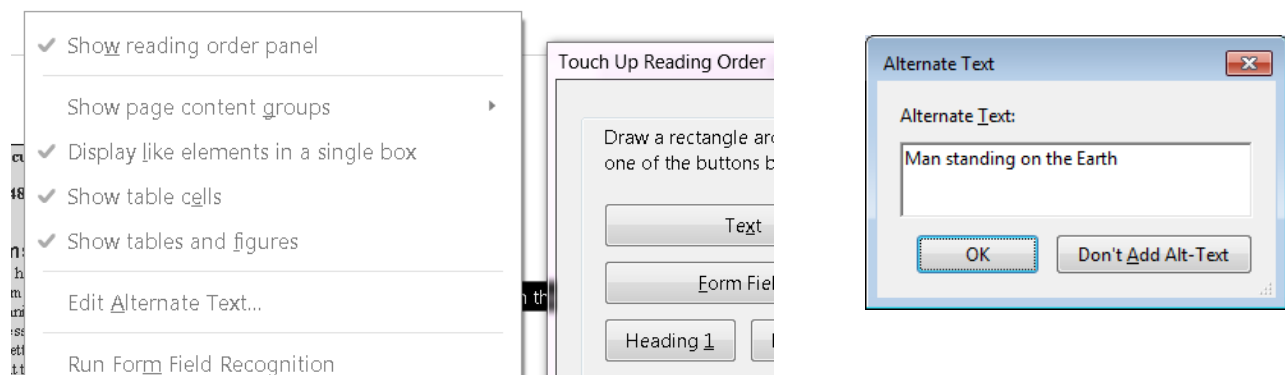 Show reading order panel
Show page content groups
Display like elements in a single box
Show table cells
Show tables and figures
Edit Alternate Text...
Run Form Field Recognition
Touch Up Reading Order
Draw a rectangle
one of the buttons
Text
Form
Heading 1
Alternate Text
Alternate Text:
Man standing on the Earth
OK
Don't Add Alt-Text